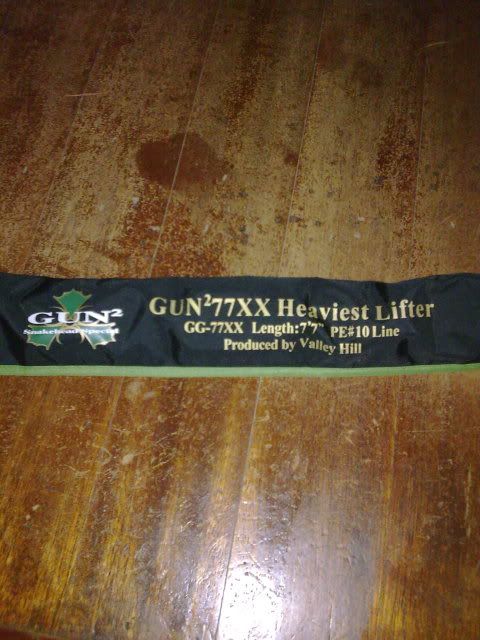 GUN²
Snakehead Special
GUN²77XX Heaviest Lifter
GG-77XX Length:7'7" PE#10 Line
Produced by Valley Hill